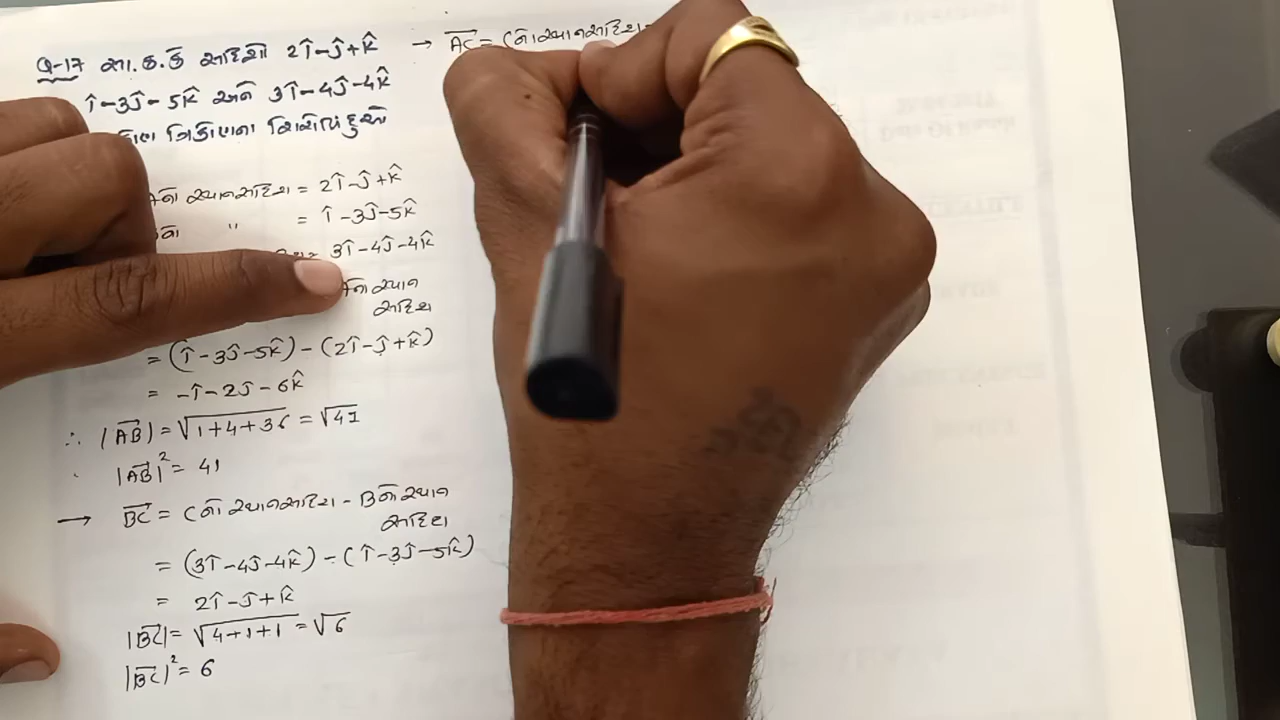 Q-17 સા.ક.કે સદિશો 2î-ĵ+k̂
î-3ĵ-5k̂ અને 3î-4ĵ-4k̂
ત્રિકોણના શિરોબિંદુઓ
સ્થાનસદિશ = 2î-ĵ+k̂
" = î-3ĵ-5k̂
3î-4ĵ-4k̂
સ્થાન
સદિશ
= (î-3ĵ-5k̂)-(2î-ĵ+k̂)
= -î-2ĵ-6k̂
∴ |AB| = √1+4+36 = √41
|AB|² = 41
→ BC = C નો સ્થાનસદિશ - B નો સ્થાન
સદિશ
= (3î-4ĵ-4k̂) - (î-3ĵ-5k̂)
= 2î-ĵ+k̂
|BC| = √4+1+1 = √6
|BC|² = 6
→ AC = C નો સ્થાનસદિશ